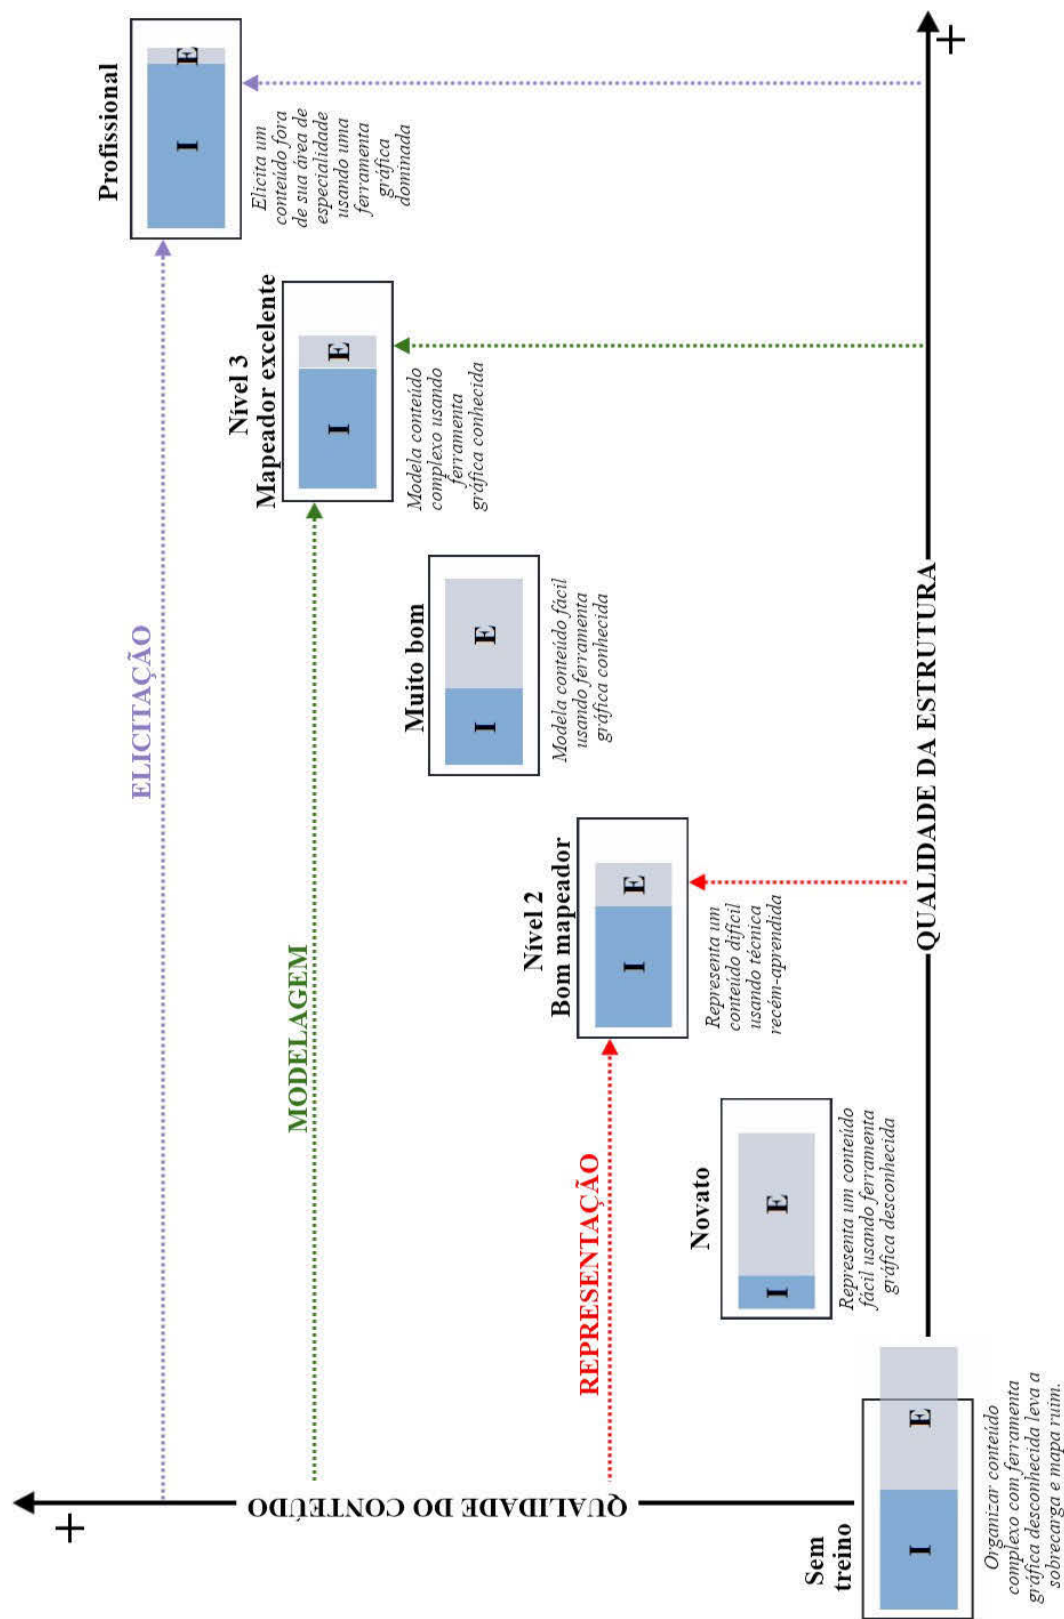 +
QUALIDADE DO CONTEÚDO
ELICITAÇÃO
MODELAGEM
REPRESENTAÇÃO
Profissional
I
E
Elicita um
conteúdo fora
de sua área de
especialidade
usando uma
ferramenta
gráfica
dominada
Nível 3
Mapeador excelente
I
E
Modela conteúdo
complexo usando
ferramenta
gráfica conhecida
Muito bom
I
E
Modela conteúdo fácil
usando ferramenta
gráfica conhecida
Nível 2
Bom mapeador
I
E
Representa um
conteúdo difícil
usando técnica
recém-aprendida
Novato
I
E
Representa um conteúdo
fácil usando ferramenta
gráfica desconhecida
Sem
treino
I
E
Organizar conteúdo
complexo com ferramenta
gráfica desconhecida leva a
sobrecarga e mapa ruim.
QUALIDADE DA ESTRUTURA
+